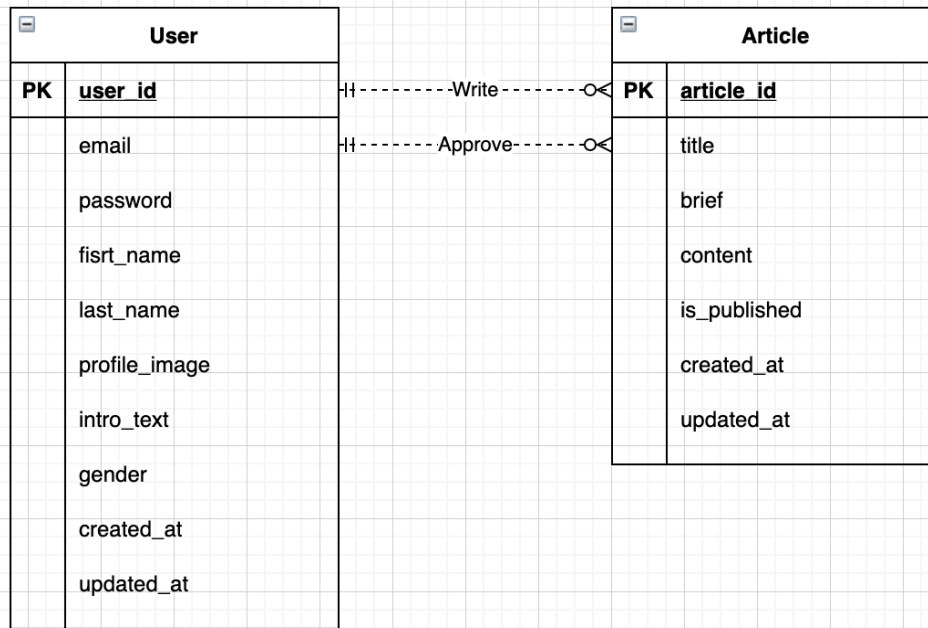 User
PK user_id
email
password
fisrt_name
last_name
profile_image
intro_text
gender
created_at
updated_at
Write
Approve
Article
PK article_id
title
brief
content
is_published
created_at
updated_at